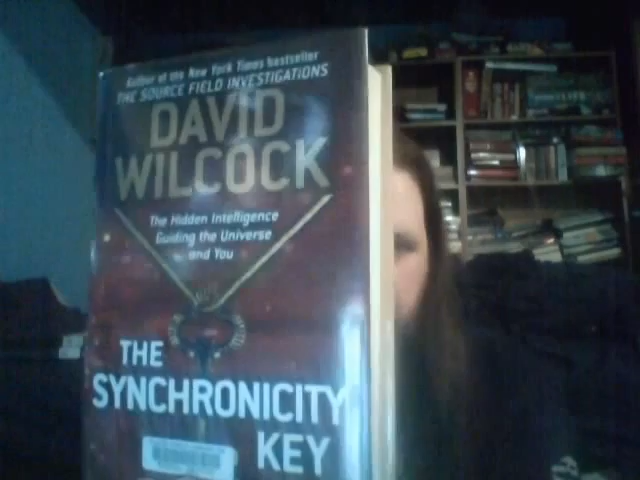 Author of the New York Times bestseller
THE SOURCE FIELD INVESTIGATIONS
DAVID
WILCOCK
The Hidden Intelligence
Guiding the Universe
and You
THE
SYNCHRONICITY
KEY